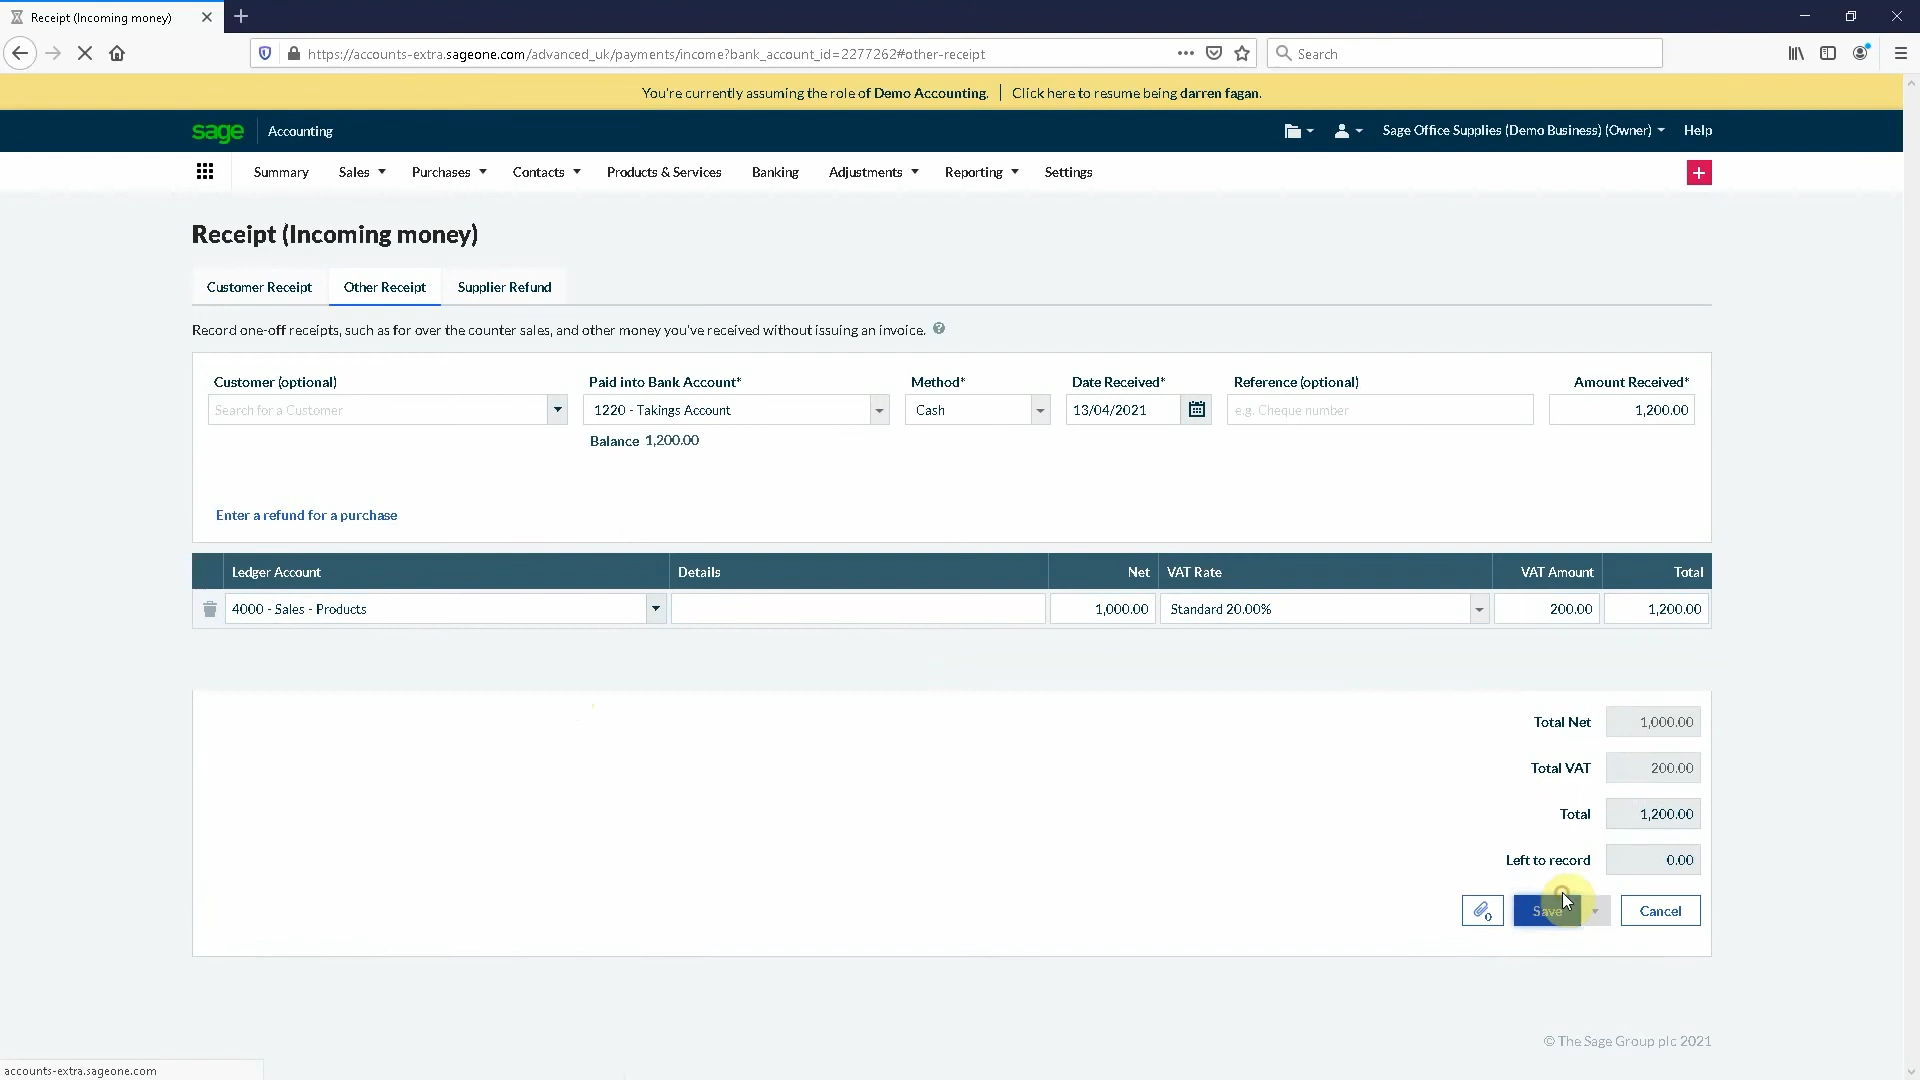 Receipt (Incoming money)
https://accounts-extra.sageone.com/advanced_uk/payments/income?bank_account_id=2277262#other-receipt
Search
You're currently assuming the role of Demo Accounting. | Click here to resume being darren fagan.
sage Accounting
Sage Office Supplies (Demo Business) (Owner) Help
Summary Sales Purchases Contacts Products & Services Banking Adjustments Reporting Settings
Receipt (Incoming money)
Customer Receipt Other Receipt Supplier Refund
Record one-off receipts, such as for over the counter sales, and other money you've received without issuing an invoice. ?
Customer (optional) Paid into Bank Account* Method* Date Received* Reference (optional) Amount Received*
Search for a Customer 1220 - Takings Account Cash 13/04/2021 e.g. Cheque number 1,200.00
Balance 1,200.00
Enter a refund for a purchase
Ledger Account Details Net VAT Rate VAT Amount Total
4000 - Sales - Products 1,000.00 Standard 20.00% 200.00 1,200.00
Total Net 1,000.00
Total VAT 200.00
Total 1,200.00
Left to record 0.00
0 Save Cancel
© The Sage Group plc 2021
accounts-extra.sageone.com